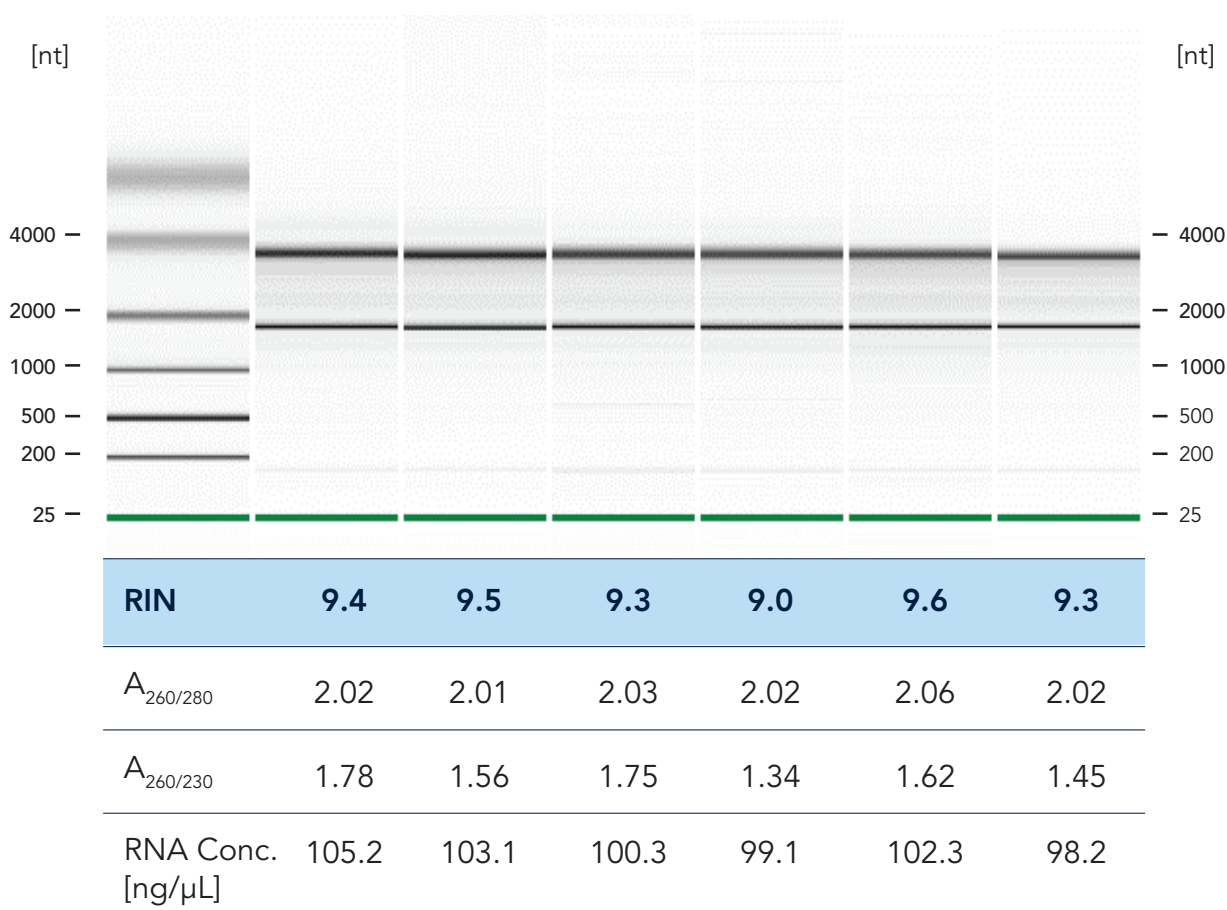 [nt] [nt]
4000 4000
2000 2000
1000 1000
500 500
200 200
25 25
RIN 9.4 9.5 9.3 9.0 9.6 9.3
A260/280 2.02 2.01 2.03 2.02 2.06 2.02
A260/230 1.78 1.56 1.75 1.34 1.62 1.45
RNA Conc. 105.2 103.1 100.3 99.1 102.3 98.2
[ng/µL]